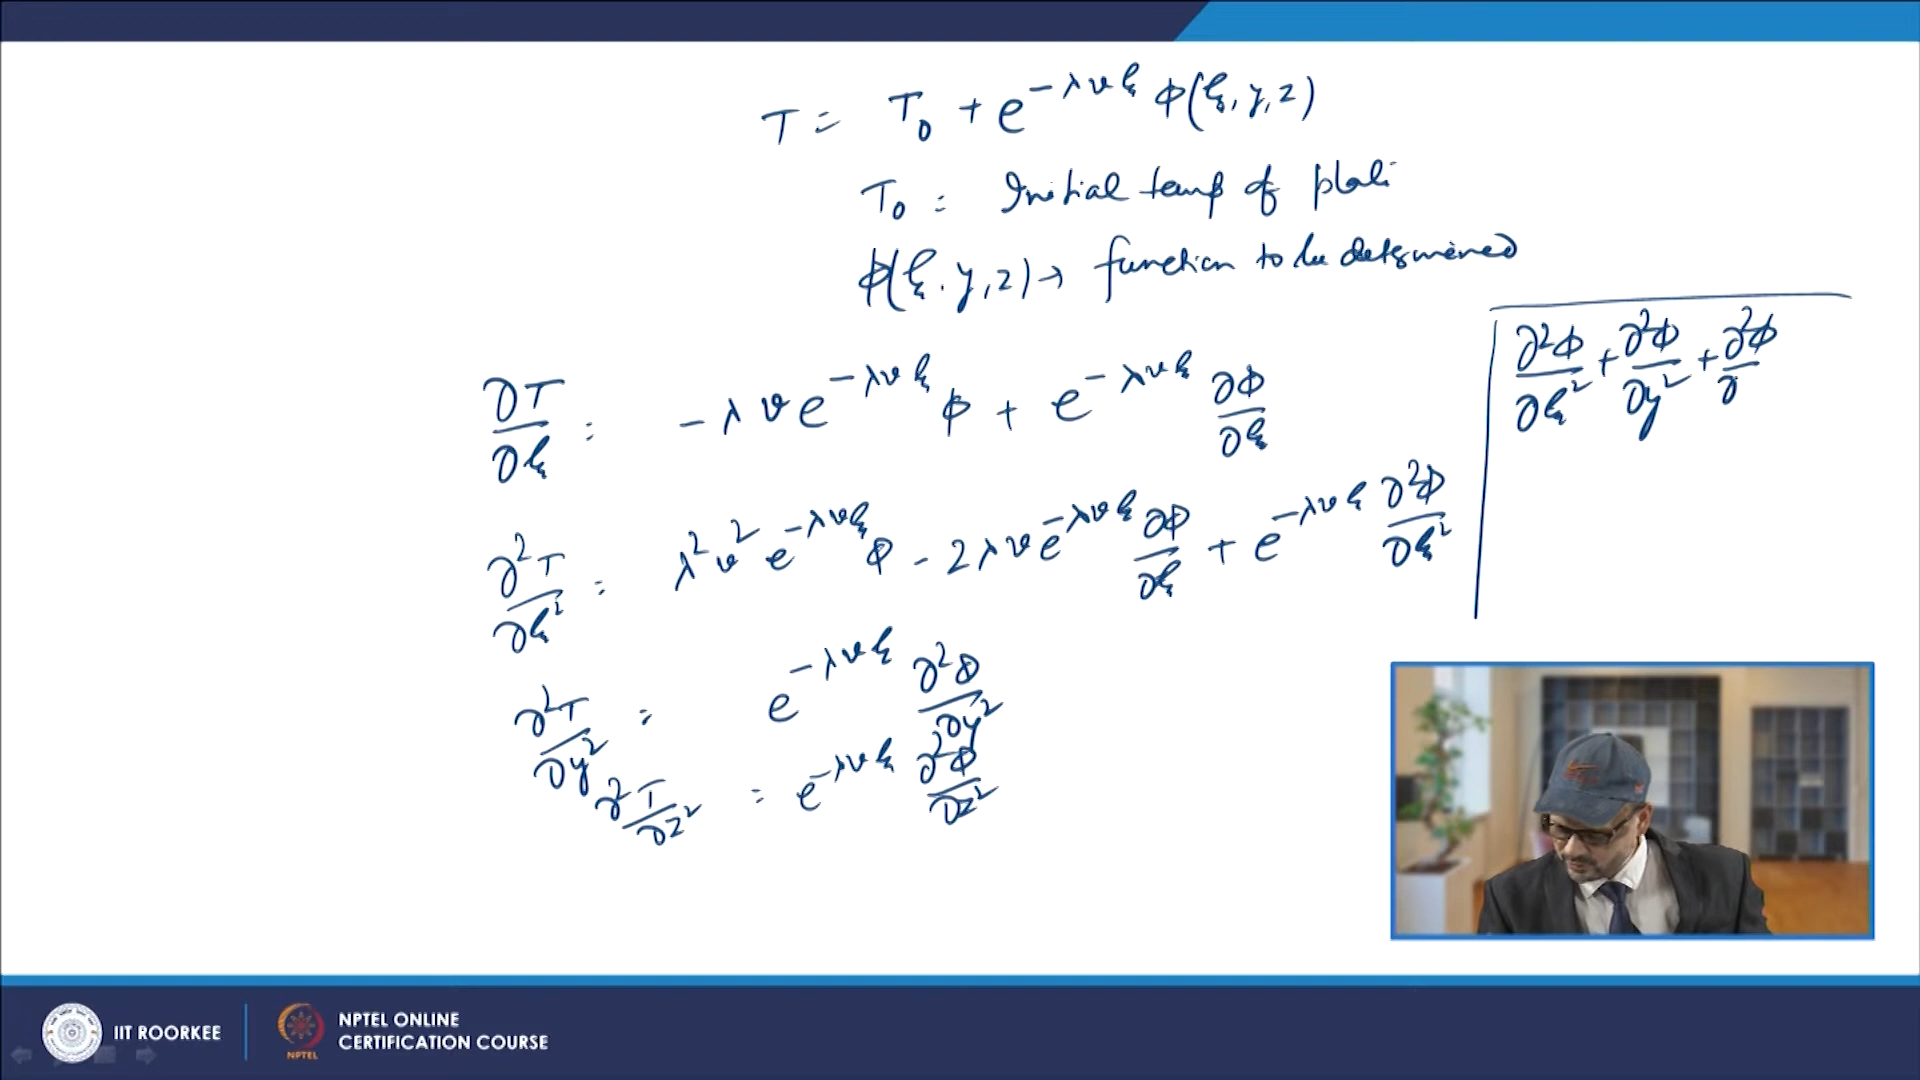 T = T₀ + e^{-λvξ} ϕ(ξ, y, z)
T₀ = Initial temp of plate
ϕ(ξ, y, z) → function to be determined
∂T/∂ξ = -λ v e^{-λvξ} ϕ + e^{-λvξ} ∂ϕ/∂ξ
∂²ϕ/∂ξ² + ∂²ϕ/∂y² + ∂²ϕ/∂
∂²T/∂ξ² = λ²v² e^{-λvξ} ϕ - 2λv e^{-λvξ} ∂ϕ/∂ξ + e^{-λvξ} ∂²ϕ/∂ξ²
∂²T/∂y² = e^{-λvξ} ∂²ϕ/∂y²
∂²T/∂z² = e^{-λvξ} ∂²ϕ/∂z²
IIT ROORKEE
NPTEL
NPTEL ONLINE
CERTIFICATION COURSE